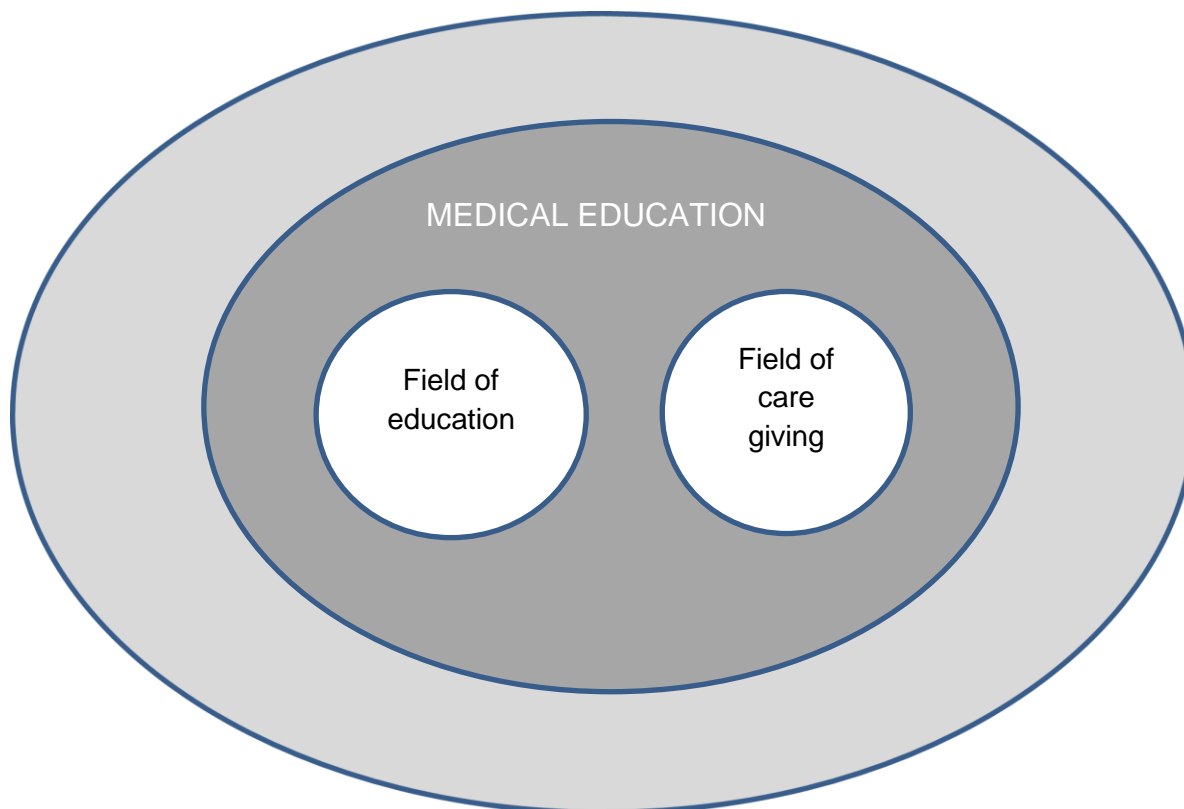 MEDICAL EDUCATION
Field of
education
Field of
care
giving